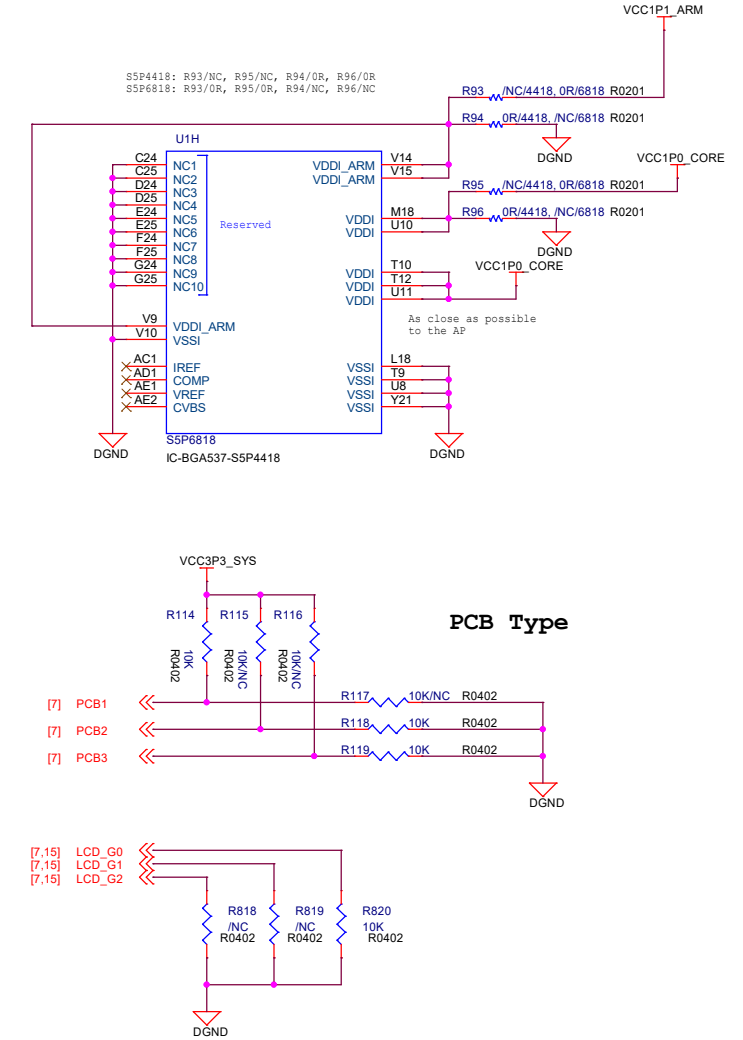 VCC1P1_ARM
S5P4418: R93/NC, R95/NC, R94/0R, R96/0R
S5P6818: R93/0R, R95/0R, R94/NC, R96/NC
R93 /NC/4418, 0R/6818 R0201
R94 0R/4418, /NC/6818 R0201
DGND
VCC1P0_CORE
R95 /NC/4418, 0R/6818 R0201
R96 0R/4418, /NC/6818 R0201
DGND
VCC1P0_CORE
As close as possible
to the AP
U1H
C24 NC1 VDDI_ARM V14
C25 NC2 VDDI_ARM V15
D24 NC3
D25 NC4
E24 NC5 VDDI M18
E25 NC6 VDDI U10
F24 NC7
F25 NC8
G24 NC9 VDDI T10
G25 NC10 VDDI T12
VDDI U11
Reserved
V9 VDDI_ARM
V10 VSSI
AC1 IREF VSSI L18
AD1 COMP VSSI T9
AE1 VREF VSSI U8
AE2 CVBS VSSI Y21
S5P6818
IC-BGA537-S5P4418
DGND
DGND
VCC3P3_SYS
R114 R115 R116
10K 10K/NC 10K/NC
R0402 R0402 R0402
PCB Type
[7] PCB1 R117 10K/NC R0402
[7] PCB2 R118 10K R0402
[7] PCB3 R119 10K R0402
DGND
[7,15] LCD_G0
[7,15] LCD_G1
[7,15] LCD_G2
R818 R819 R820
/NC /NC 10K
R0402 R0402 R0402
DGND